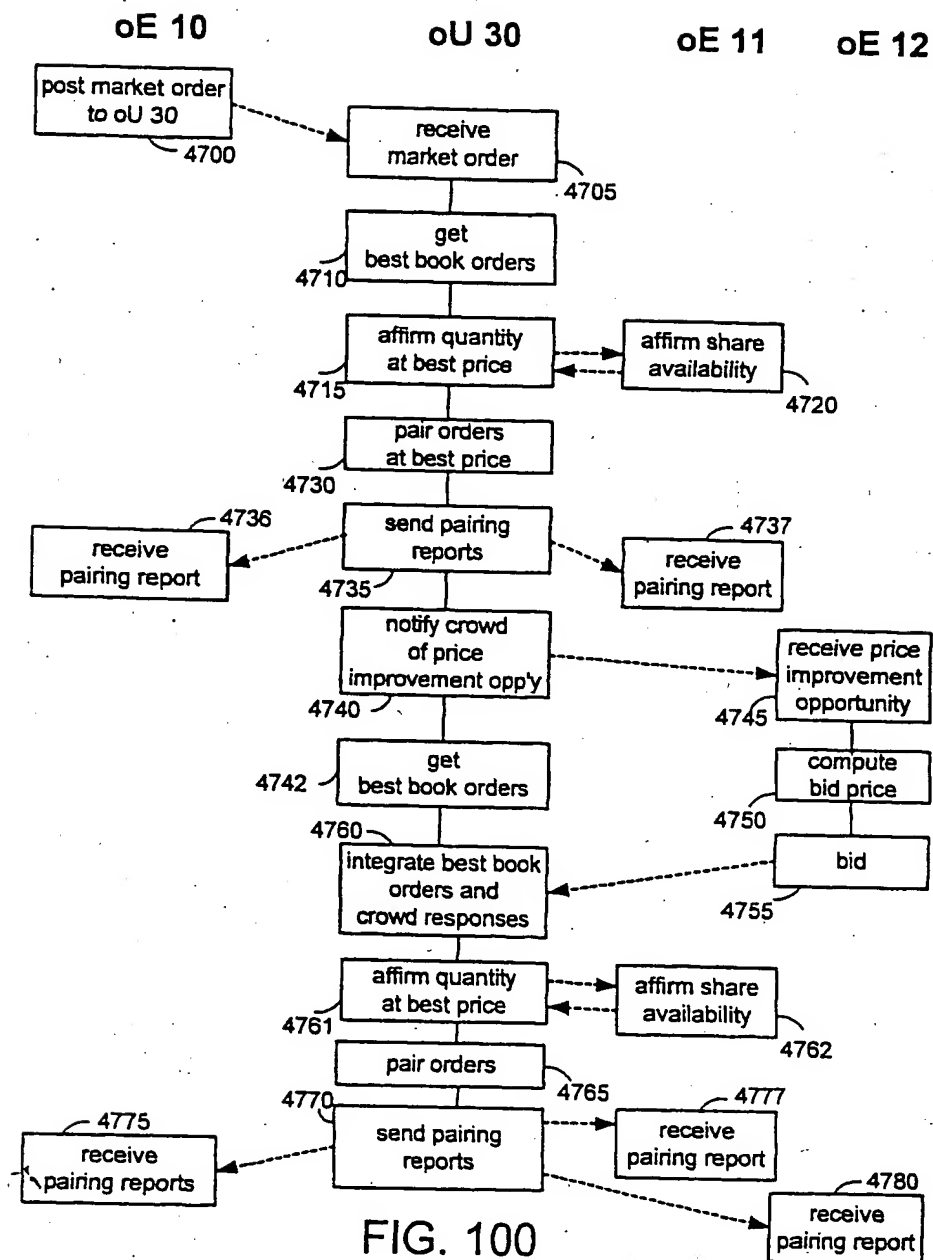 oE 10
oU 30
oE 11
oE 12
post market order
to oU 30
4700
receive
market order
4705
get
best book orders
4710
affirm quantity
at best price
4715
affirm share
availability
4720
pair orders
at best price
4730
4736
receive
pairing report
send pairing
reports
4735
4737
receive
pairing report
notify crowd
of price
improvement opp'y
4740
receive price
improvement
opportunity
4745
4742
get
best book orders
compute
bid price
4750
4760
integrate best book
orders and
crowd responses
bid
4755
affirm quantity
at best price
4761
affirm share
availability
4762
pair orders
4765
4770
send pairing
reports
4777
receive
pairing report
4775
receive
pairing reports
4780
receive
pairing report
FIG. 100